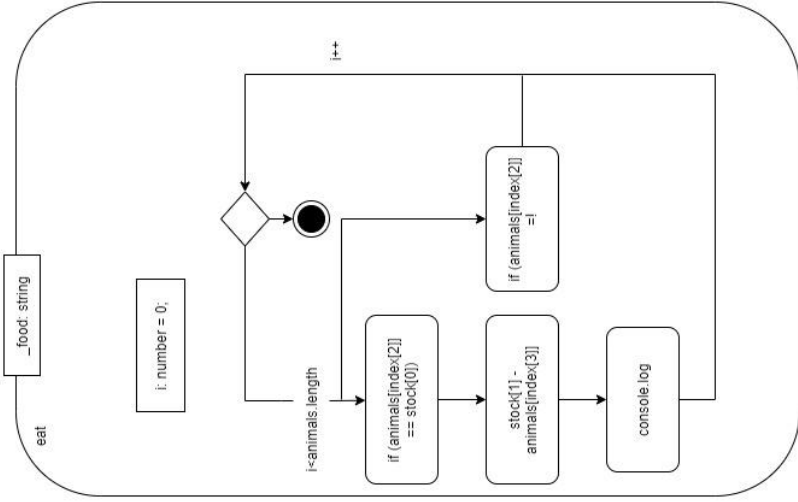 _food: string
eat
i: number = 0;
i++
i<animals.length
if (animals[index[2]]
== stock[0])
if (animals[index[2]]
=!
stock[1] -
animals[index[3]]
console.log